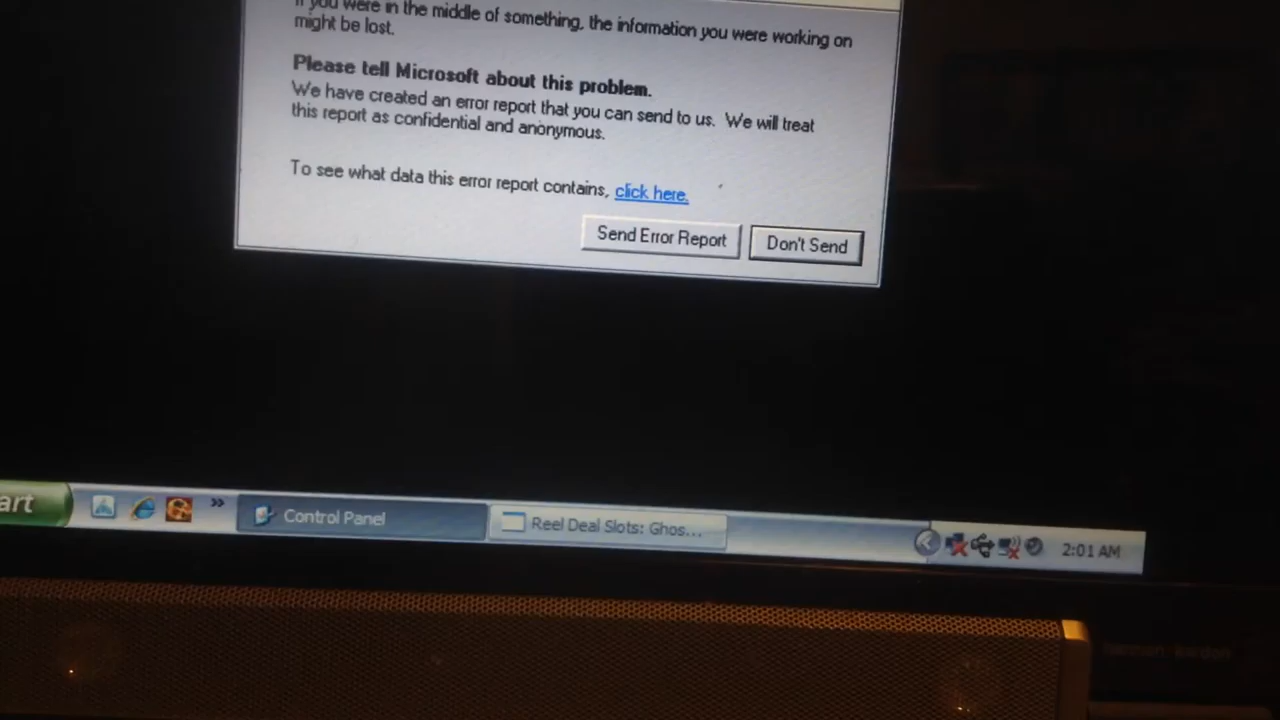 If you were in the middle of something, the information you were working on
might be lost.
Please tell Microsoft about this problem.
We have created an error report that you can send to us. We will treat
this report as confidential and anonymous.
To see what data this error report contains, click here.
Send Error Report
Don't Send
art
Control Panel
Reel Deal Slots: Ghos...
2:01 AM
harman/kardon